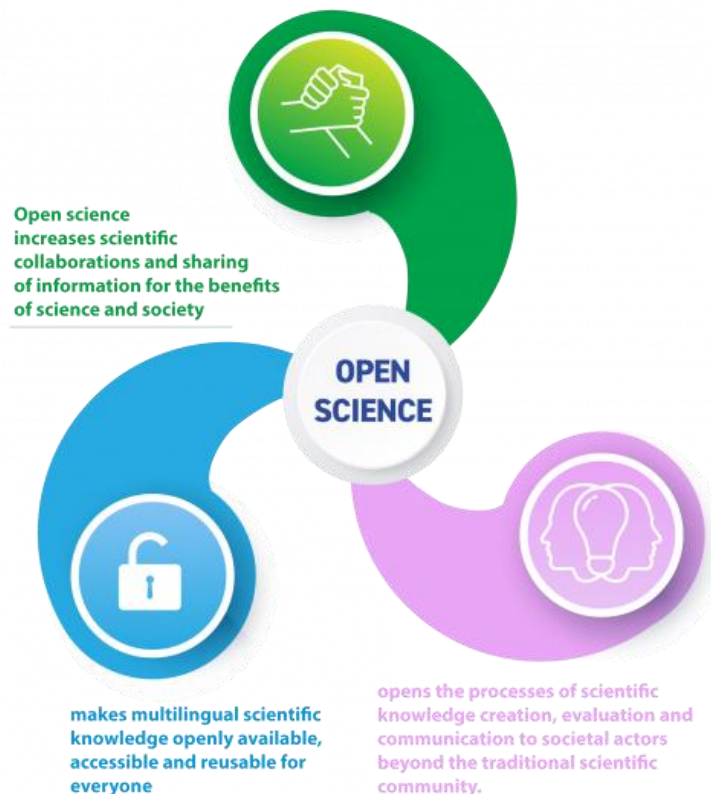 Open science
increases scientific
collaborations and sharing
of information for the benefits
of science and society
OPEN
SCIENCE
makes multilingual scientific
knowledge openly available,
accessible and reusable for
everyone
opens the processes of scientific
knowledge creation, evaluation and
communication to societal actors
beyond the traditional scientific
community.